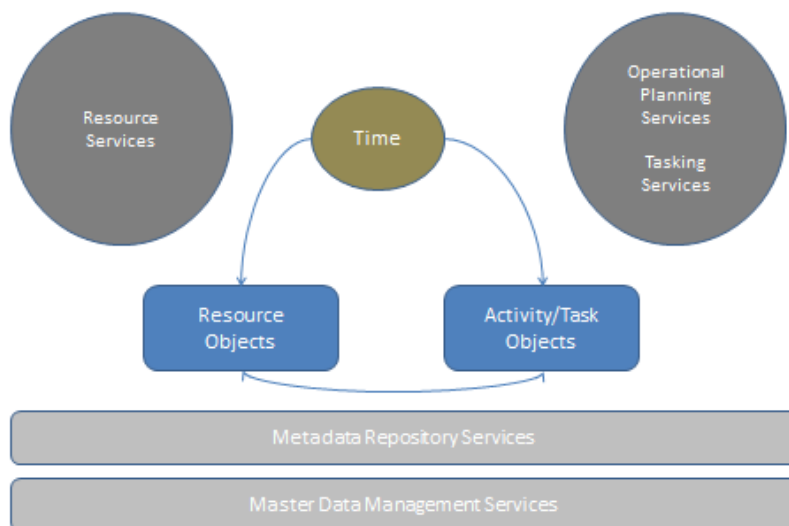 Resource
Services
Time
Operational
Planning
Services
Tasking
Services
Resource
Objects
Activity/Task
Objects
Metadata Repository Services
Master Data Management Services